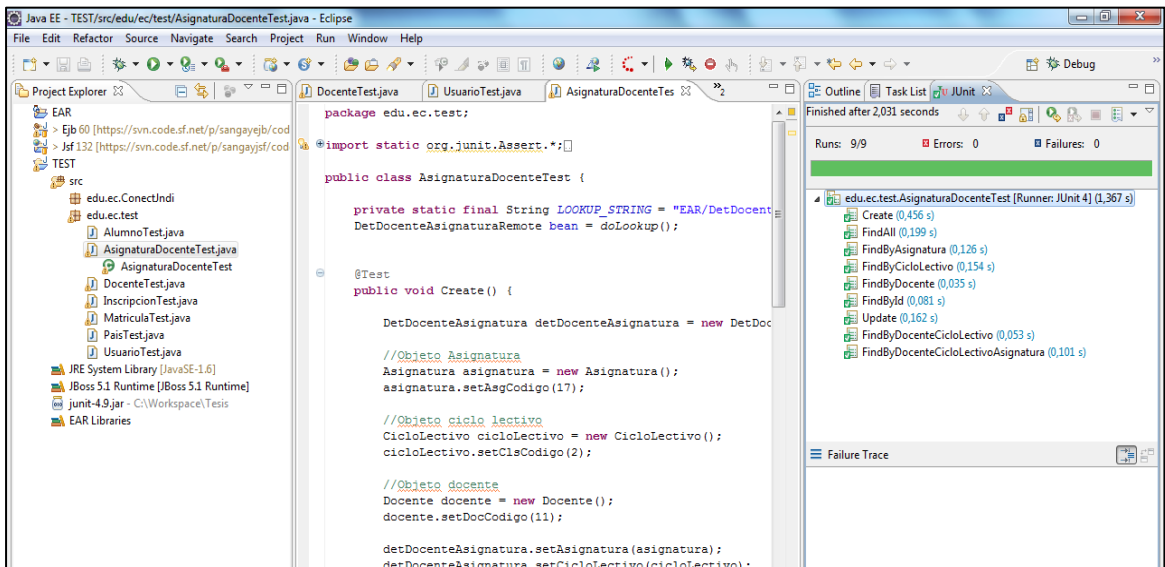 Java EE - TEST/src/edu/ec/test/AsignaturaDocenteTest.java - Eclipse
File Edit Refactor Source Navigate Search Project Run Window Help
Debug
Project Explorer
EAR
> Ejb 60 [https://svn.code.sf.net/p/sangayejb/cod
> Jsf 132 [https://svn.code.sf.net/p/sangayjsf/cod
TEST
src
edu.ec.ConectJndi
edu.ec.test
AlumnoTest.java
AsignaturaDocenteTest.java
AsignaturaDocenteTest
DocenteTest.java
InscripcionTest.java
MatriculaTest.java
PaisTest.java
UsuarioTest.java
JRE System Library [JavaSE-1.6]
JBoss 5.1 Runtime [JBoss 5.1 Runtime]
junit-4.9.jar - C:\Workspace\Tesis
EAR Libraries
DocenteTest.java UsuarioTest.java AsignaturaDocenteTes »2
package edu.ec.test;
import static org.junit.Assert.*;
public class AsignaturaDocenteTest {
private static final String LOOKUP_STRING = "EAR/DetDocent
DetDocenteAsignaturaRemote bean = doLookup();
@Test
public void Create() {
DetDocenteAsignatura detDocenteAsignatura = new DetDoc
//Objeto Asignatura
Asignatura asignatura = new Asignatura();
asignatura.setAsgCodigo(17);
//Objeto ciclo lectivo
CicloLectivo cicloLectivo = new CicloLectivo();
cicloLectivo.setClsCodigo(2);
//Objeto docente
Docente docente = new Docente();
docente.setDocCodigo(11);
detDocenteAsignatura.setAsignatura(asignatura);
detDocenteAsignatura.setCicloLectivo(cicloLectivo);
Outline Task List JUnit
Finished after 2,031 seconds
Runs: 9/9 Errors: 0 Failures: 0
edu.ec.test.AsignaturaDocenteTest [Runner: JUnit 4] (1,367 s)
Create (0,456 s)
FindAll (0,199 s)
FindByAsignatura (0,126 s)
FindByCicloLectivo (0,154 s)
FindByDocente (0,035 s)
FindById (0,081 s)
Update (0,162 s)
FindByDocenteCicloLectivo (0,053 s)
FindByDocenteCicloLectivoAsignatura (0,101 s)
Failure Trace